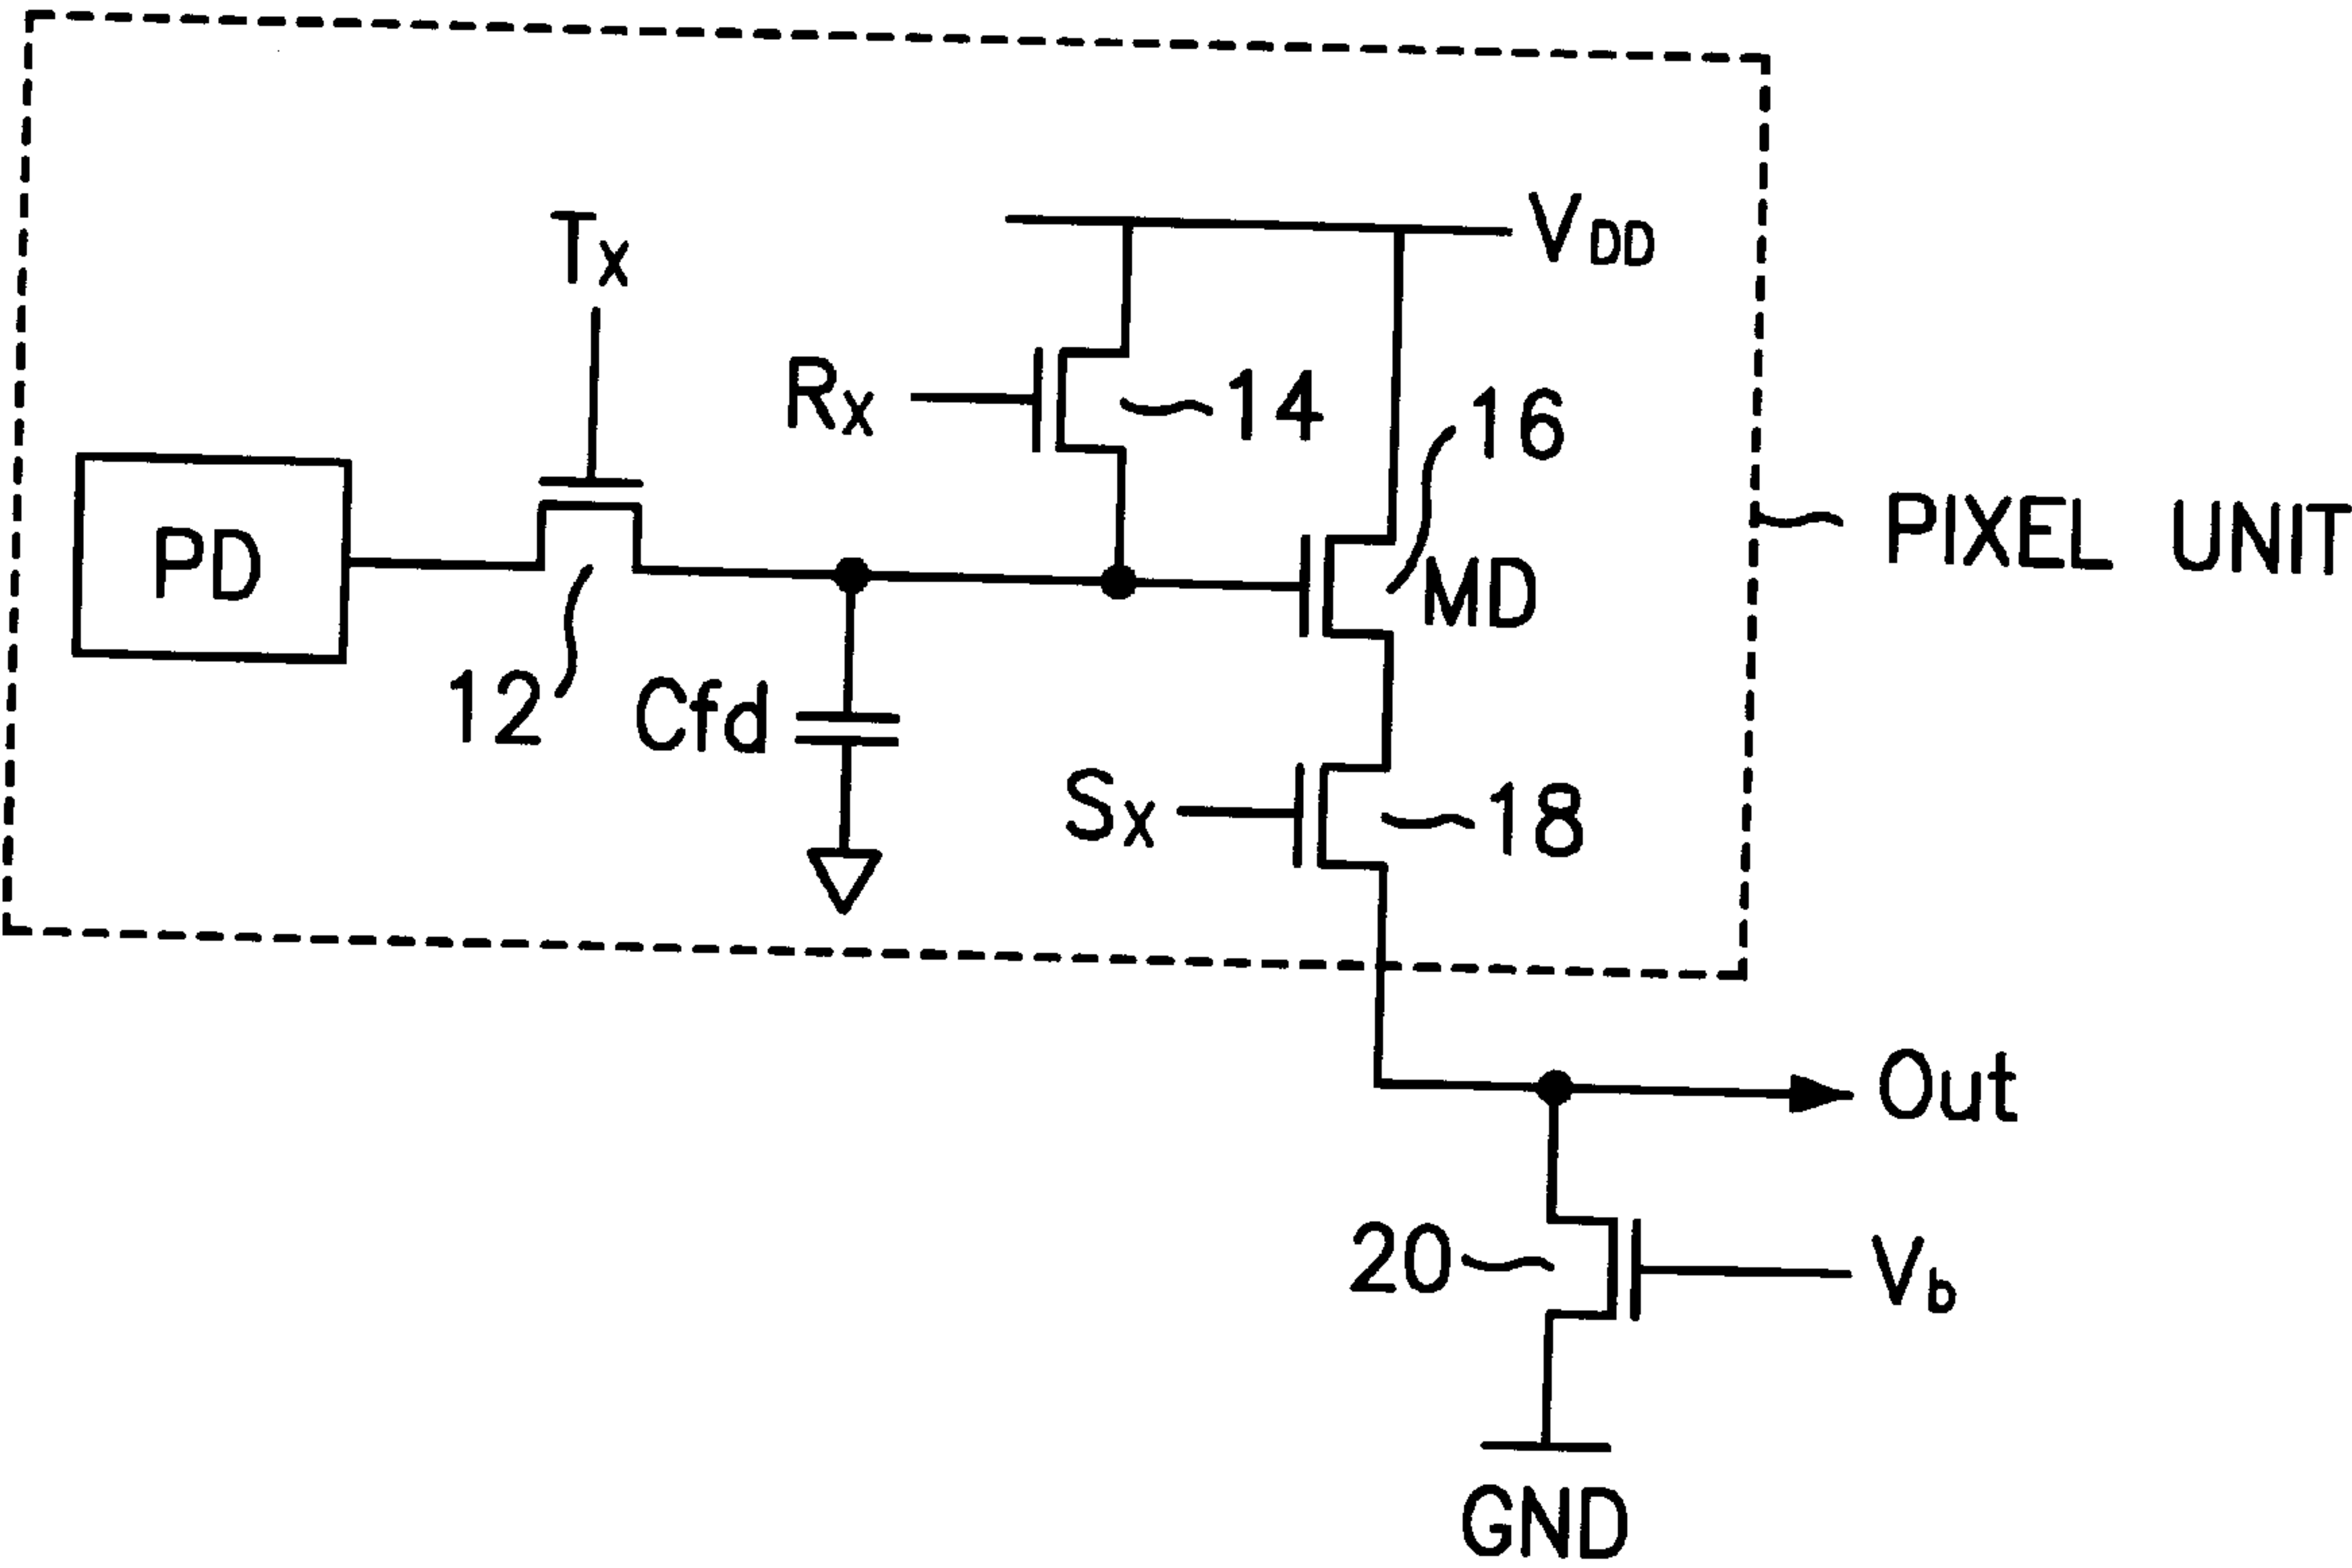 VDD
Tx
Rx
14
16
PIXEL UNIT
PD
MD
12
Cfd
Sx
18
Out
20
Vb
GND